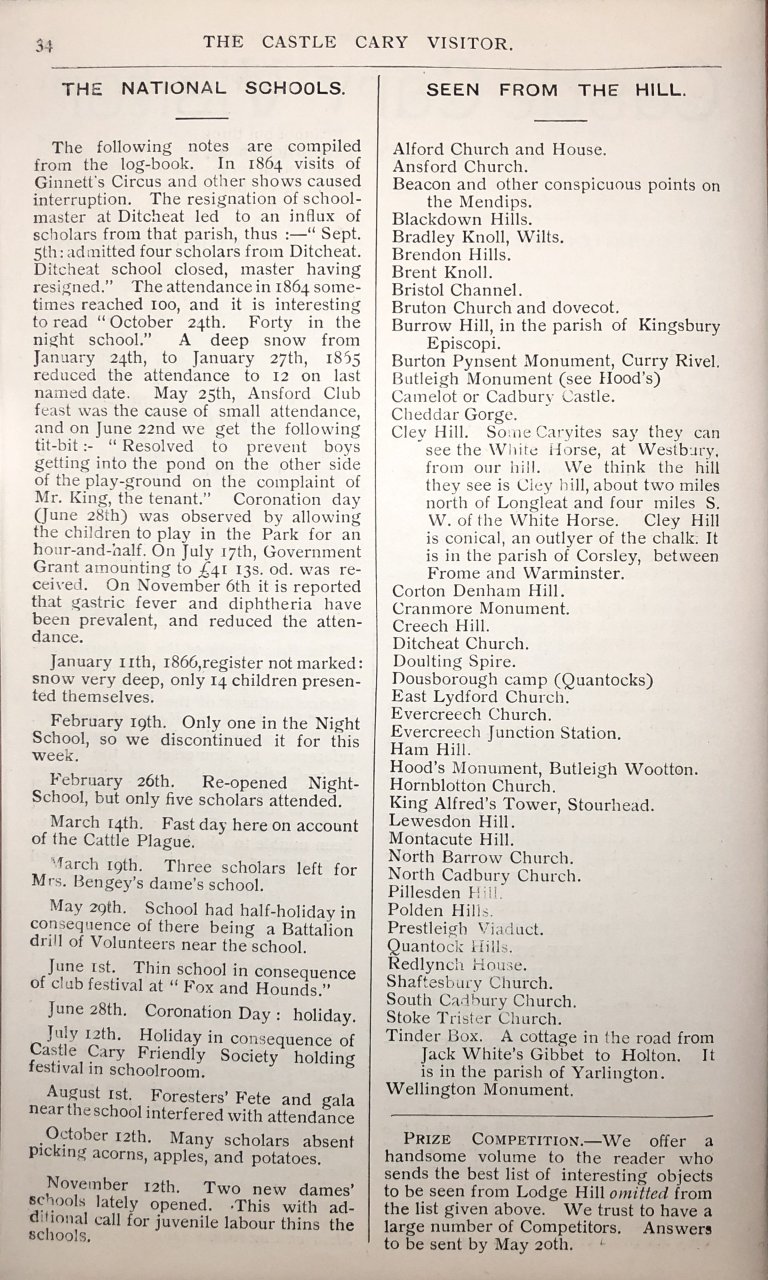 34
THE CASTLE CARY VISITOR.
THE NATIONAL SCHOOLS.
The following notes are compiled
from the log-book. In 1864 visits of
Ginnett's Circus and other shows caused
interruption. The resignation of school-
master at Ditcheat led to an influx of
scholars from that parish, thus :—“ Sept.
5th: admitted four scholars from Ditcheat.
Ditcheat school closed, master having
resigned.” The attendance in 1864 some-
times reached 100, and it is interesting
to read “October 24th. Forty in the
night school.” A deep snow from
January 24th, to January 27th, 1865
reduced the attendance to 12 on last
named date. May 25th, Ansford Club
feast was the cause of small attendance,
and on June 22nd we get the following
tit-bit :- “ Resolved to prevent boys
getting into the pond on the other side
of the play-ground on the complaint of
Mr. King, the tenant.” Coronation day
(June 28th) was observed by allowing
the children to play in the Park for an
hour-and-half. On July 17th, Government
Grant amounting to £41 13s. 0d. was re-
ceived. On November 6th it is reported
that gastric fever and diphtheria have
been prevalent, and reduced the atten-
dance.
January 11th, 1866,register not marked:
snow very deep, only 14 children presen-
ted themselves.
February 19th. Only one in the Night
School, so we discontinued it for this
week.
February 26th. Re-opened Night-
School, but only five scholars attended.
March 14th. Fast day here on account
of the Cattle Plague.
March 19th. Three scholars left for
Mrs. Bengey's dame's school.
May 29th. School had half-holiday in
consequence of there being a Battalion
drill of Volunteers near the school.
June 1st. Thin school in consequence
of club festival at “ Fox and Hounds.”
June 28th. Coronation Day : holiday.
July 12th. Holiday in consequence of
Castle Cary Friendly Society holding
festival in schoolroom.
August 1st. Foresters' Fete and gala
near the school interfered with attendance
October 12th. Many scholars absent
picking acorns, apples, and potatoes.
November 12th. Two new dames'
schools lately opened. This with ad-
ditional call for juvenile labour thins the
schools.
SEEN FROM THE HILL.
Alford Church and House.
Ansford Church.
Beacon and other conspicuous points on
the Mendips.
Blackdown Hills.
Bradley Knoll, Wilts.
Brendon Hills.
Brent Knoll.
Bristol Channel.
Bruton Church and dovecot.
Burrow Hill, in the parish of Kingsbury
Episcopi.
Burton Pynsent Monument, Curry Rivel.
Butleigh Monument (see Hood's)
Camelot or Cadbury Castle.
Cheddar Gorge.
Cley Hill. Some Caryites say they can
see the White Horse, at Westbury,
from our hill. We think the hill
they see is Cley hill, about two miles
north of Longleat and four miles S.
W. of the White Horse. Cley Hill
is conical, an outlyer of the chalk. It
is in the parish of Corsley, between
Frome and Warminster.
Corton Denham Hill.
Cranmore Monument.
Creech Hill.
Ditcheat Church.
Doulting Spire.
Dousborough camp (Quantocks)
East Lydford Church.
Evercreech Church.
Evercreech Junction Station.
Ham Hill.
Hood's Monument, Butleigh Wootton.
Hornblotton Church.
King Alfred's Tower, Stourhead.
Lewesdon Hill.
Montacute Hill.
North Barrow Church.
North Cadbury Church.
Pillesden Hill.
Polden Hills.
Prestleigh Viaduct.
Quantock Hills.
Redlynch House.
Shaftesbury Church.
South Cadbury Church.
Stoke Trister Church.
Tinder Box. A cottage in the road from
Jack White's Gibbet to Holton. It
is in the parish of Yarlington.
Wellington Monument.
PRIZE COMPETITION.—We offer a
handsome volume to the reader who
sends the best list of interesting objects
to be seen from Lodge Hill omitted from
the list given above. We trust to have a
large number of Competitors. Answers
to be sent by May 20th.